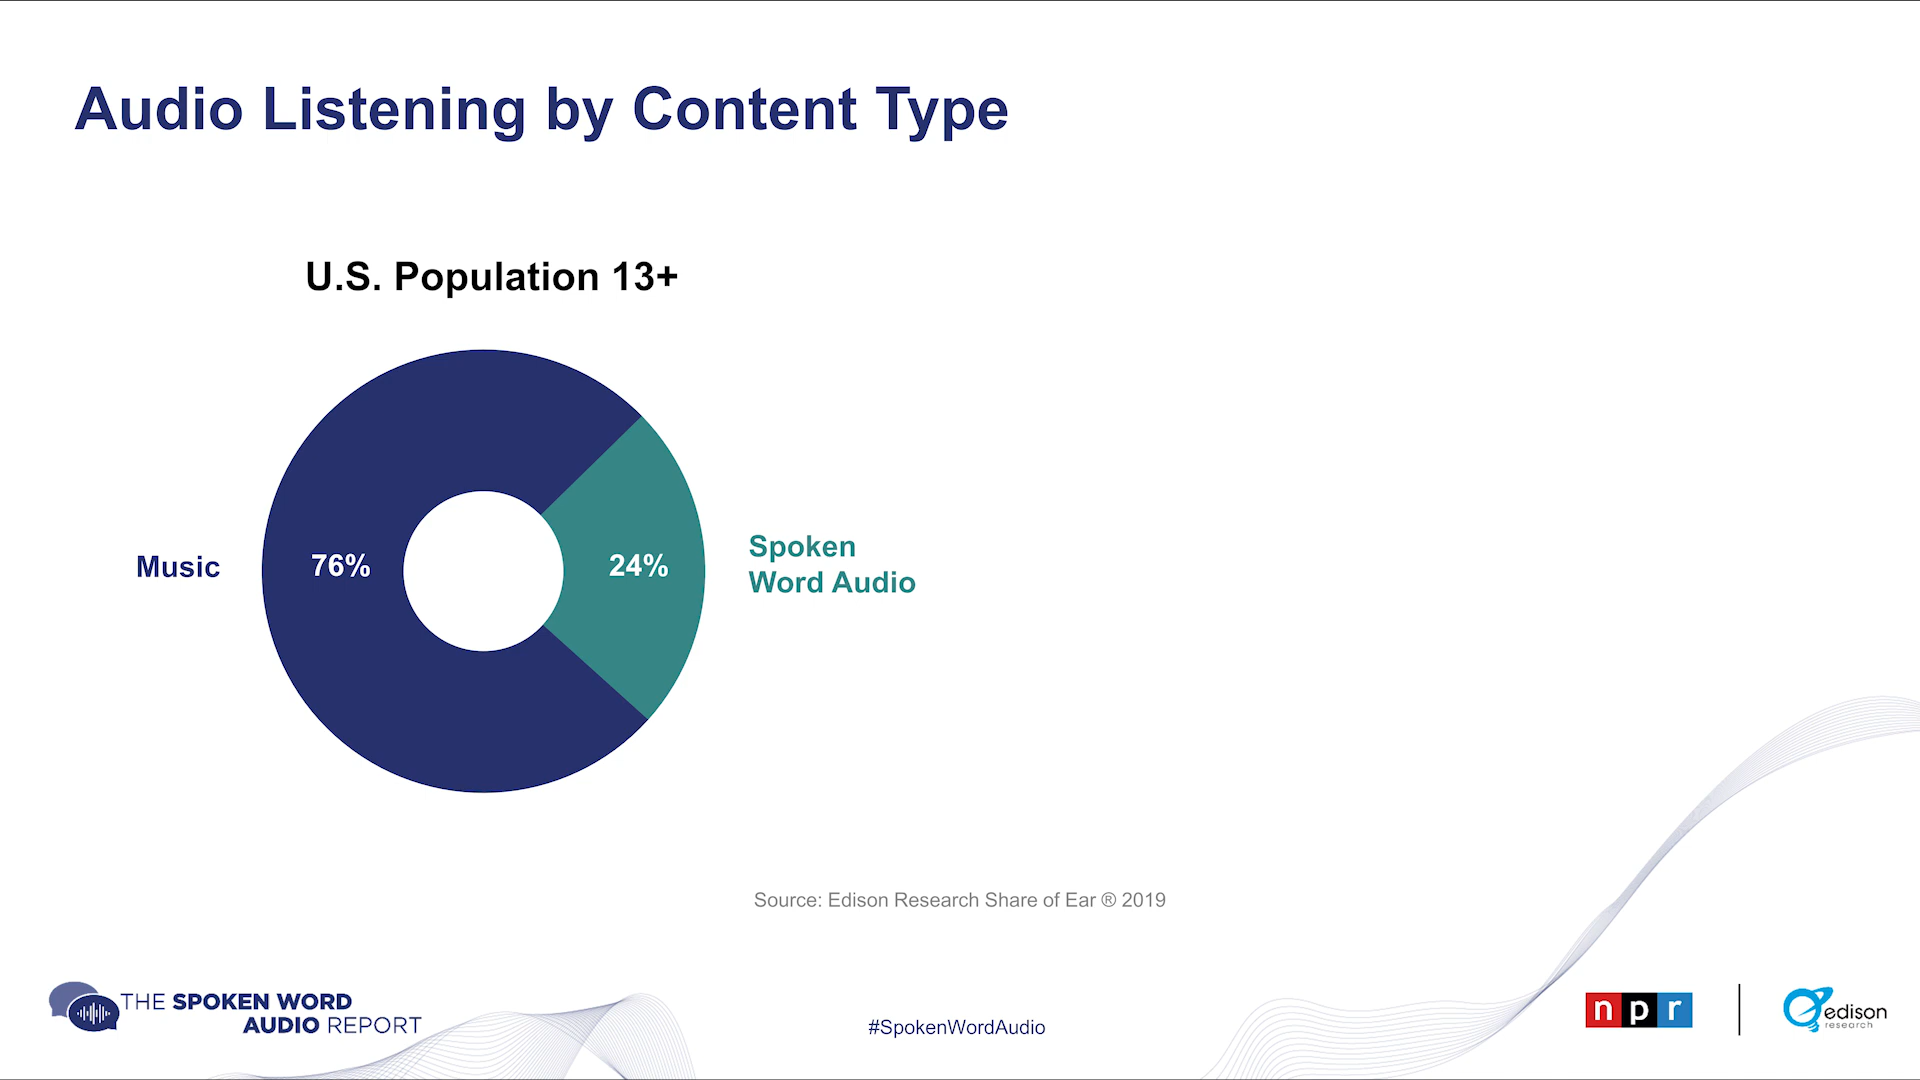 Audio Listening by Content Type
U.S. Population 13+
Music
76%
24%
Spoken
Word Audio
Source: Edison Research Share of Ear ® 2019
THE SPOKEN WORD
AUDIO REPORT
#SpokenWordAudio
npr
edison
research